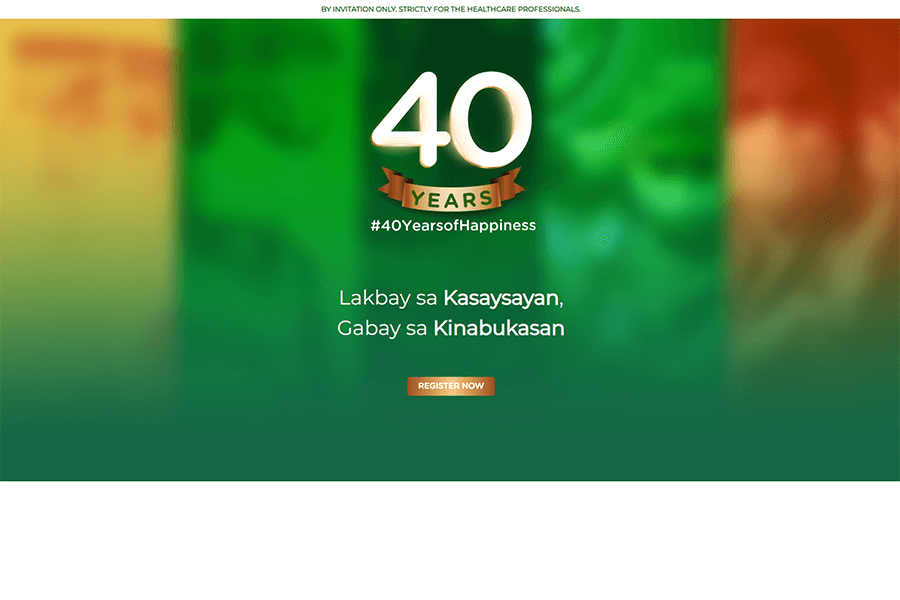 BY INVITATION ONLY. STRICTLY FOR THE HEALTHCARE PROFESSIONALS.
40
YEARS
#40YearsofHappiness
Lakbay sa Kasaysayan,
Gabay sa Kinabukasan
REGISTER NOW